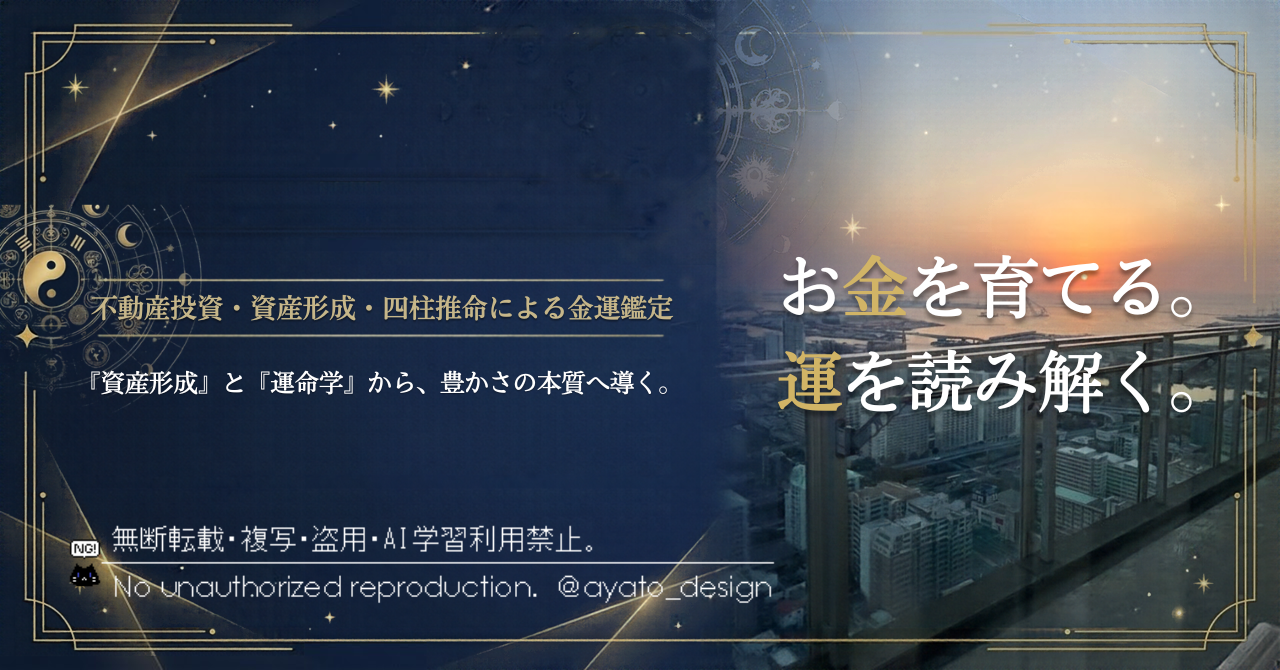 不動産投資・資産形成・四柱推命による金運鑑定
『資産形成』と『運命学』から、豊かさの本質へ導く。
お金を育てる。
運を読み解く。
NG!
無断転載・複写・盗用・AI学習利用禁止。
No unauthorized reproduction. @ayato_design